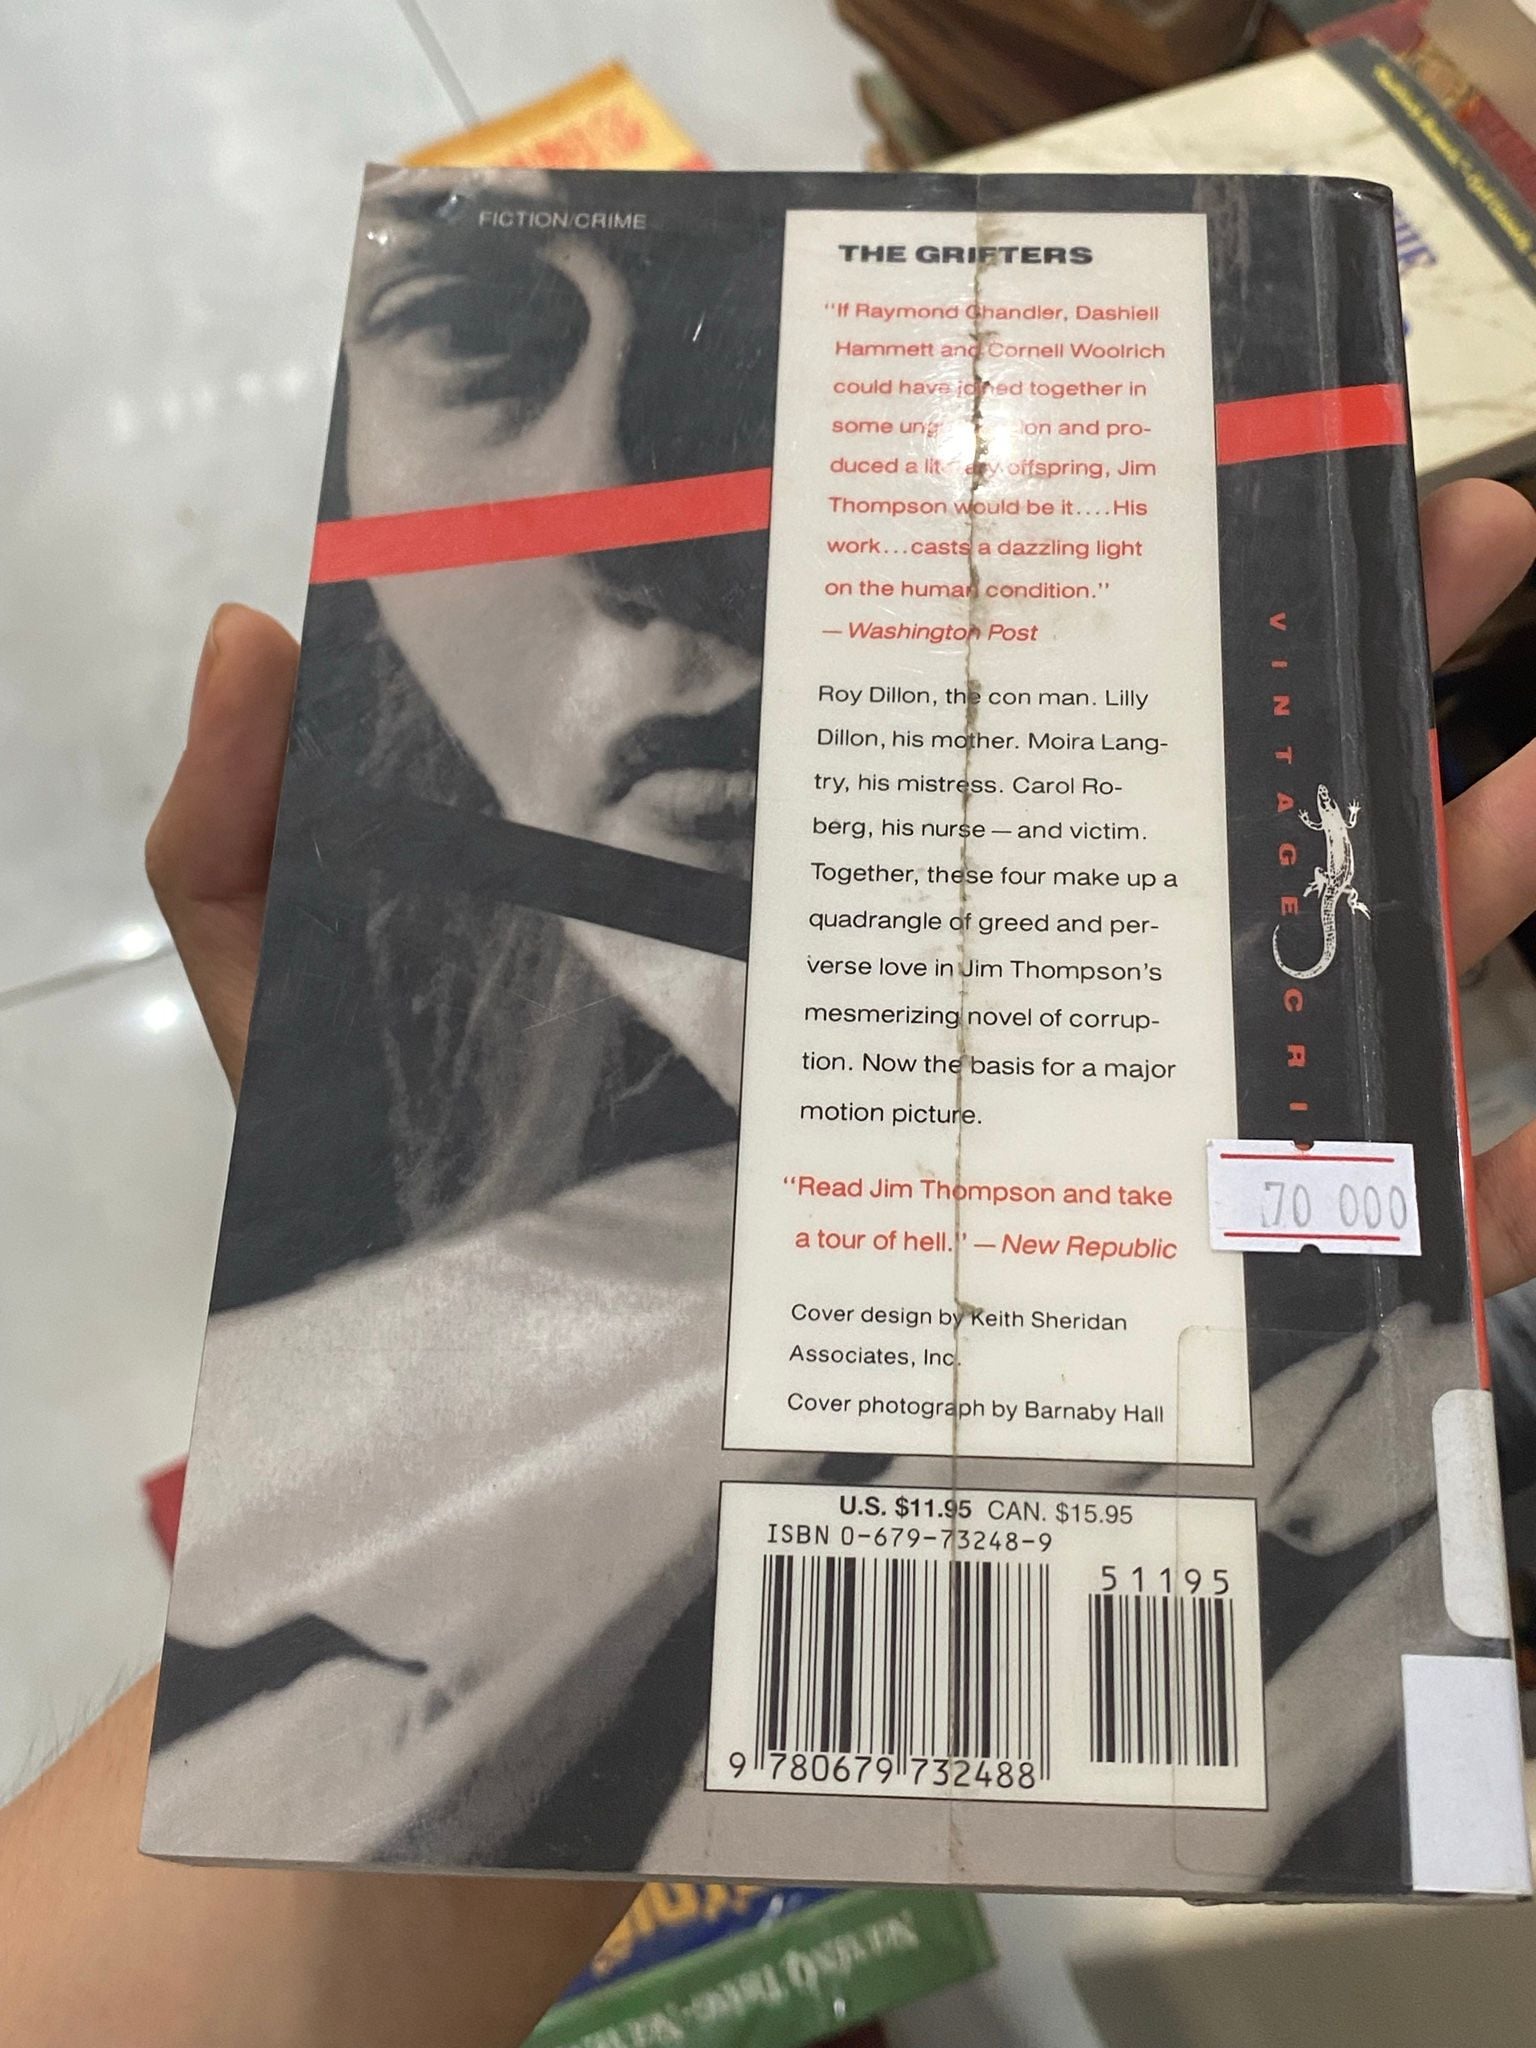 FICTION/CRIME
THE GRIFTERS
"If Raymond Chandler, Dashiell
Hammett and Cornell Woolrich
could have joined together in
some and pro-
duced a literary offspring, Jim
Thompson would be it....His
work...casts a dazzling light
on the human condition."
— Washington Post
Roy Dillon, the con man. Lilly
Dillon, his mother. Moira Lang-
try, his mistress. Carol Ro-
berg, his nurse — and victim.
Together, these four make up a
quadrangle of greed and per-
verse love in Jim Thompson's
mesmerizing novel of corrup-
tion. Now the basis for a major
motion picture.
"Read Jim Thompson and take
a tour of hell." — New Republic
Cover design by Keith Sheridan
Associates, Inc.
Cover photograph by Barnaby Hall
U.S. $11.95 CAN. $15.95
ISBN 0-679-73248-9
51195
9 780679 732488
VINTAGE CRI
70 000